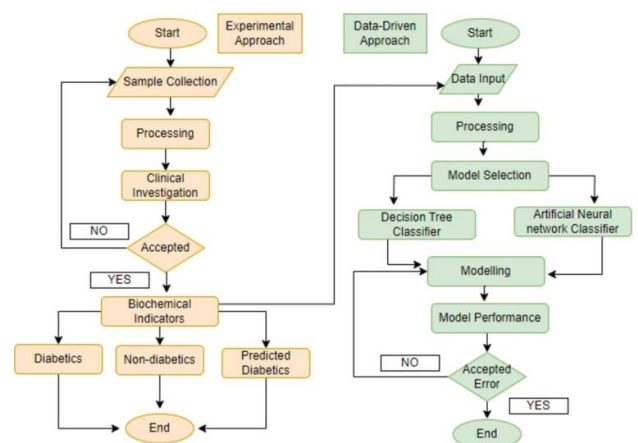 Experimental
Approach
Start
Sample Collection
Processing
Clinical
Investigation
NO
Accepted
YES
Biochemical
Indicators
Diabetics
Non-diabetics
Predicted
Diabetics
End
Data-Driven
Approach
Start
Data Input
Processing
Model Selection
Decision Tree
Classifier
Artificial Neural
network Classifier
Modelling
Model Performance
NO
Accepted
Error
YES
End